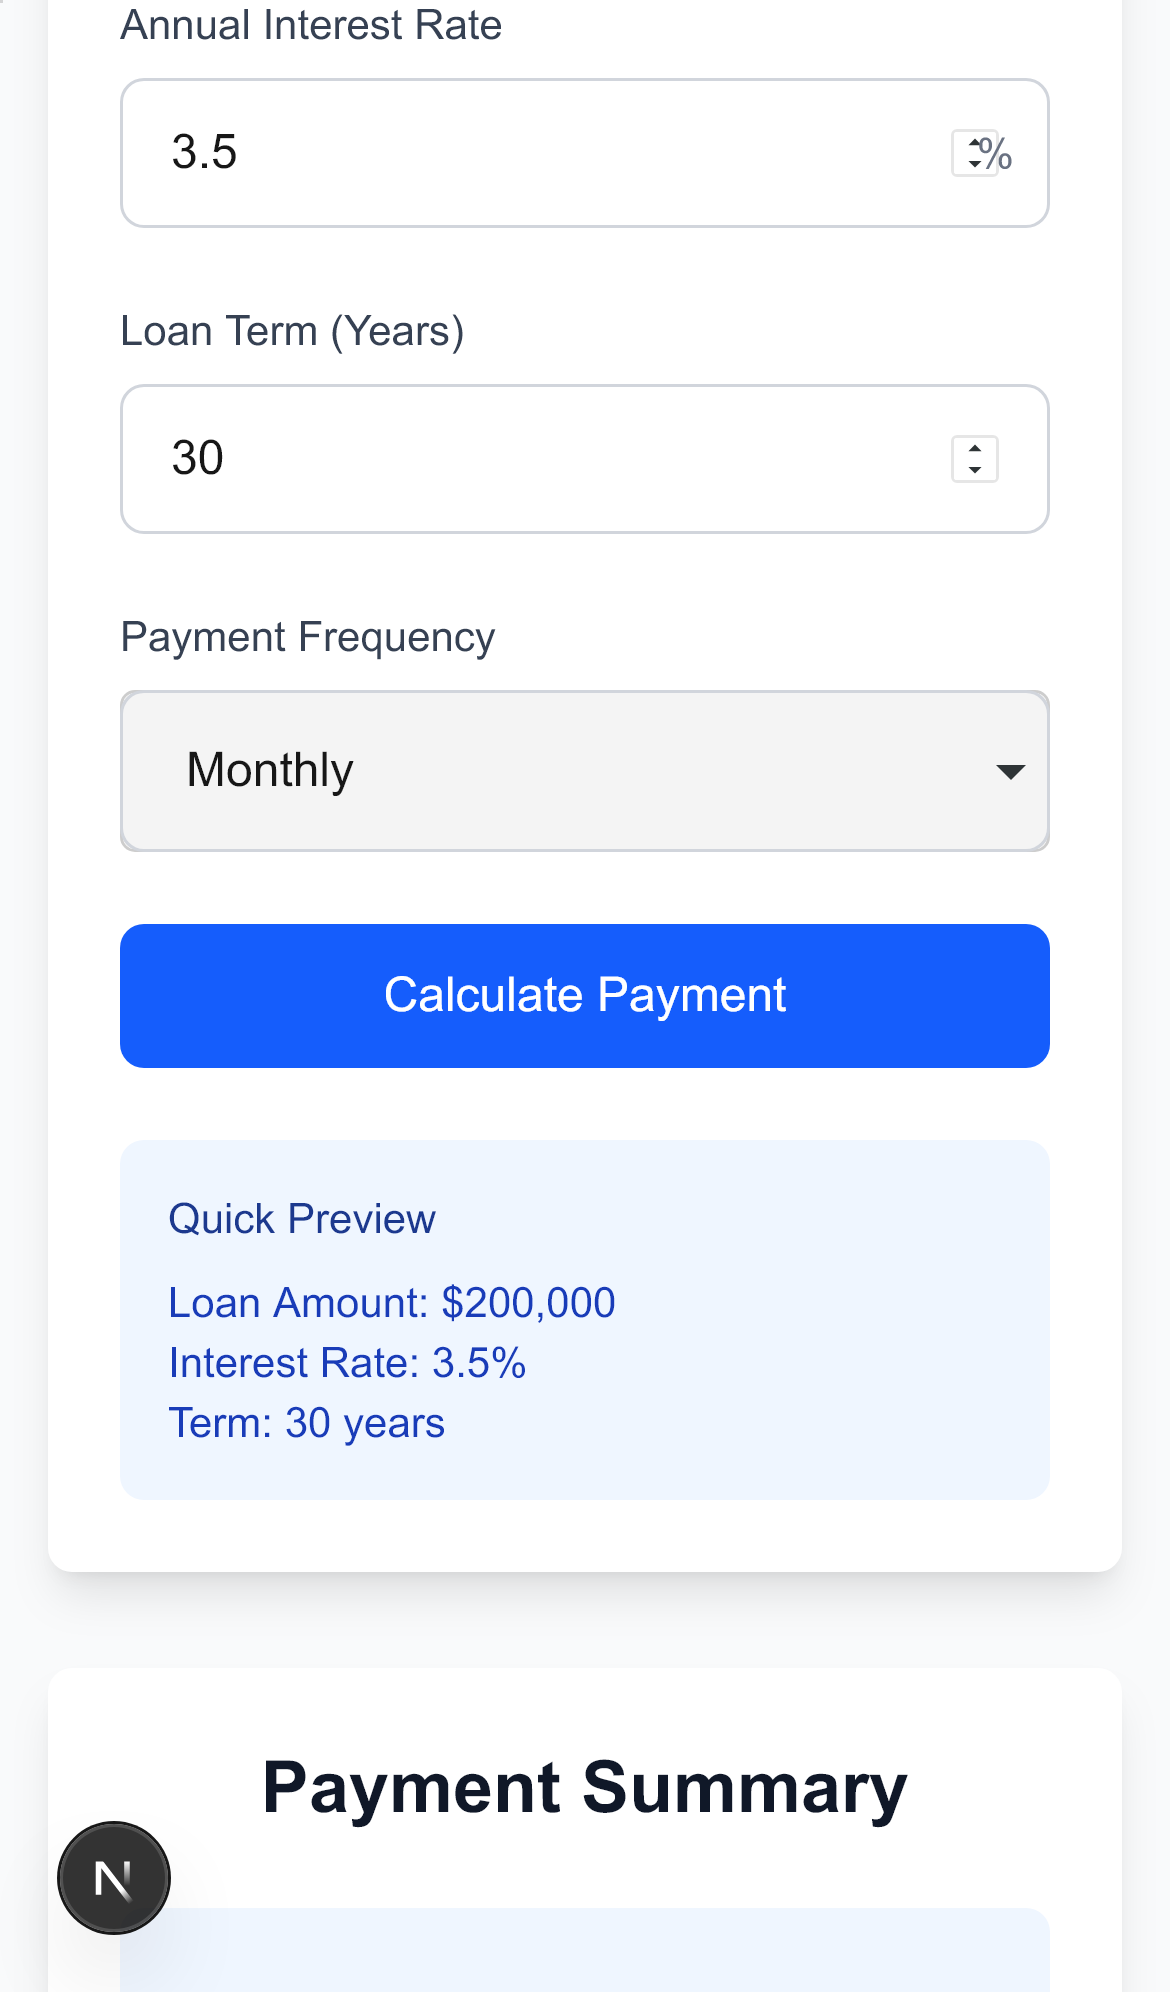 Annual Interest Rate
3.5
%
Loan Term (Years)
30
Payment Frequency
Monthly
Calculate Payment
Quick Preview
Loan Amount: $200,000
Interest Rate: 3.5%
Term: 30 years
Payment Summary
N